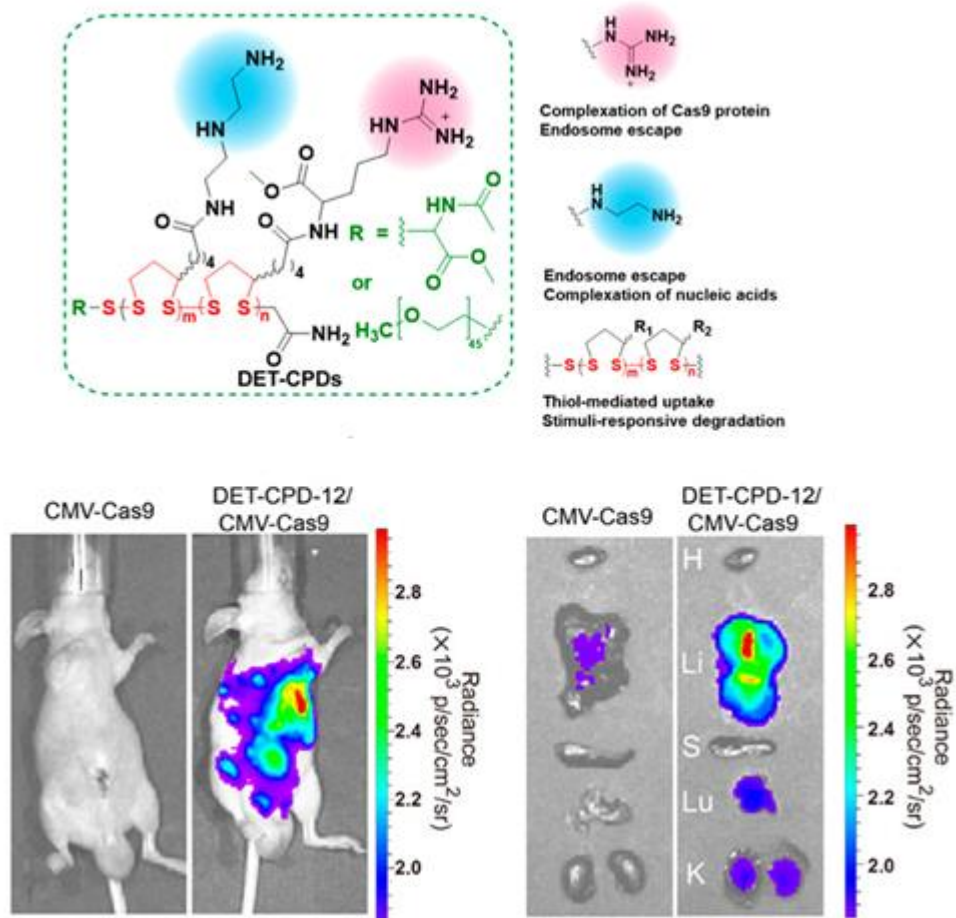 NH2
HN
NH
O
4
R
S
S
S
m
S
S
n
O
O
NH
O
4
HN
NH2
NH2
+
R =
HN
O
O
O
or
H3C
O
45
O
NH2
DET-CPDs
H
N
NH2
NH2
+
Complexation of Cas9 protein
Endosome escape
H
N
NH2
Endosome escape
Complexation of nucleic acids
R1
R2
S
S
S
m
S
S
n
Thiol-mediated uptake
Stimuli-responsive degradation
CMV-Cas9
DET-CPD-12/
CMV-Cas9
2.8
2.6
2.4
2.2
2.0
Radiance
(×10³ p/sec/cm²/sr)
CMV-Cas9
DET-CPD-12/
CMV-Cas9
H
Li
S
Lu
K
2.8
2.6
2.4
2.2
2.0
Radiance
(×10³ p/sec/cm²/sr)